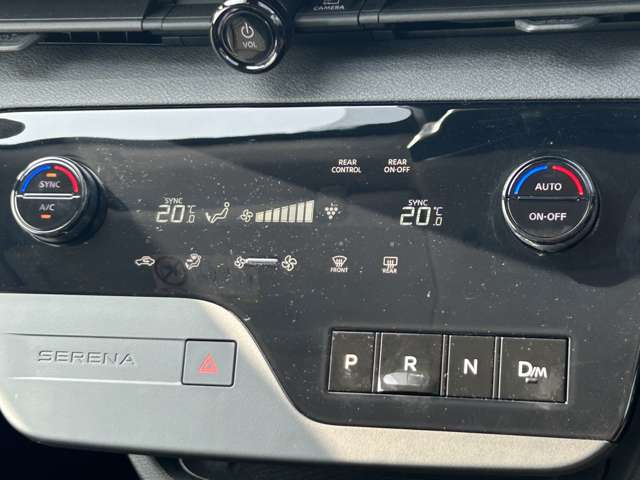 CAMERA
VOL
REAR CONTROL
REAR ON·OFF
SYNC
A/C
SYNC
20.0°C
SYNC
20.0°C
AUTO
ON·OFF
FRONT
REAR
SERENA
P R N D/M